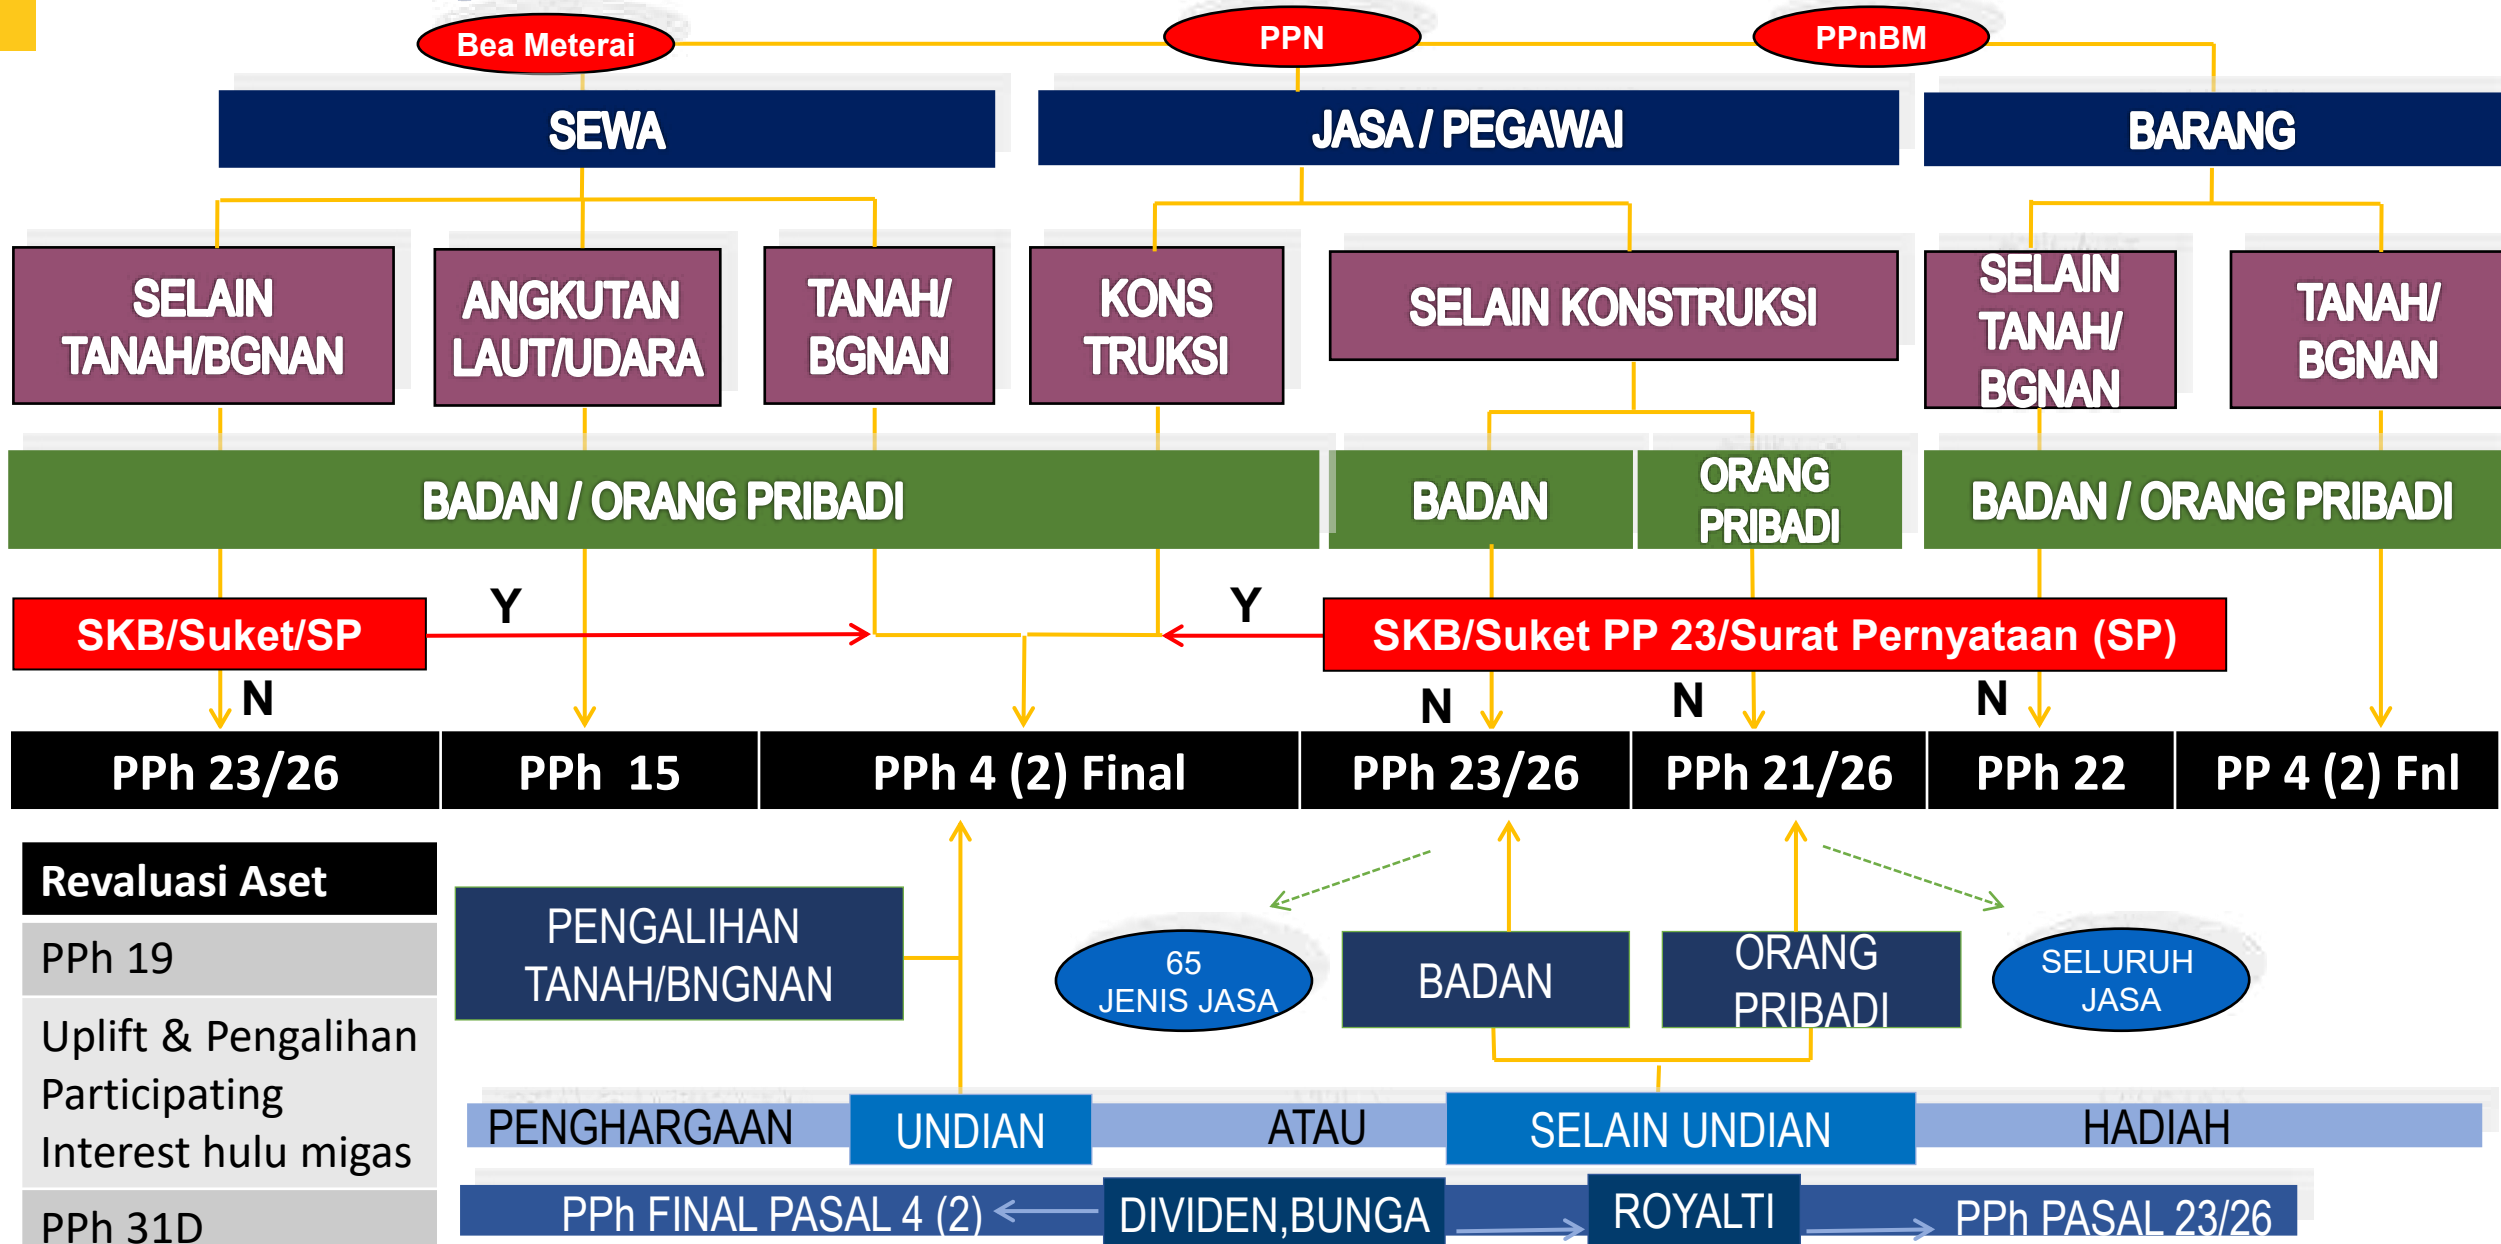 Bea Meterai
PPN
PPnBM
SEWA
JASA / PEGAWAI
BARANG
SELAIN
TANAH/BGNAN
ANGKUTAN
LAUT/UDARA
TANAH/
BGNAN
KONS
TRUKSI
SELAIN KONSTRUKSI
SELAIN
TANAH/
BGNAN
TANAH/
BGNAN
BADAN / ORANG PRIBADI
BADAN
ORANG
PRIBADI
BADAN / ORANG PRIBADI
SKB/Suket/SP
Y
Y
SKB/Suket PP 23/Surat Pernyataan (SP)
N
N
N
N
PPh 23/26
PPh 15
PPh 4 (2) Final
PPh 23/26
PPh 21/26
PPh 22
PP 4 (2) Fnl
Revaluasi Aset
PPh 19
Uplift & Pengalihan
Participating
Interest hulu migas
PPh 31D
PENGALIHAN
TANAH/BNGNAN
65
JENIS JASA
BADAN
ORANG
PRIBADI
SELURUH
JASA
PENGHARGAAN
UNDIAN
ATAU
SELAIN UNDIAN
HADIAH
PPh FINAL PASAL 4 (2)
DIVIDEN,BUNGA
ROYALTI
PPh PASAL 23/26